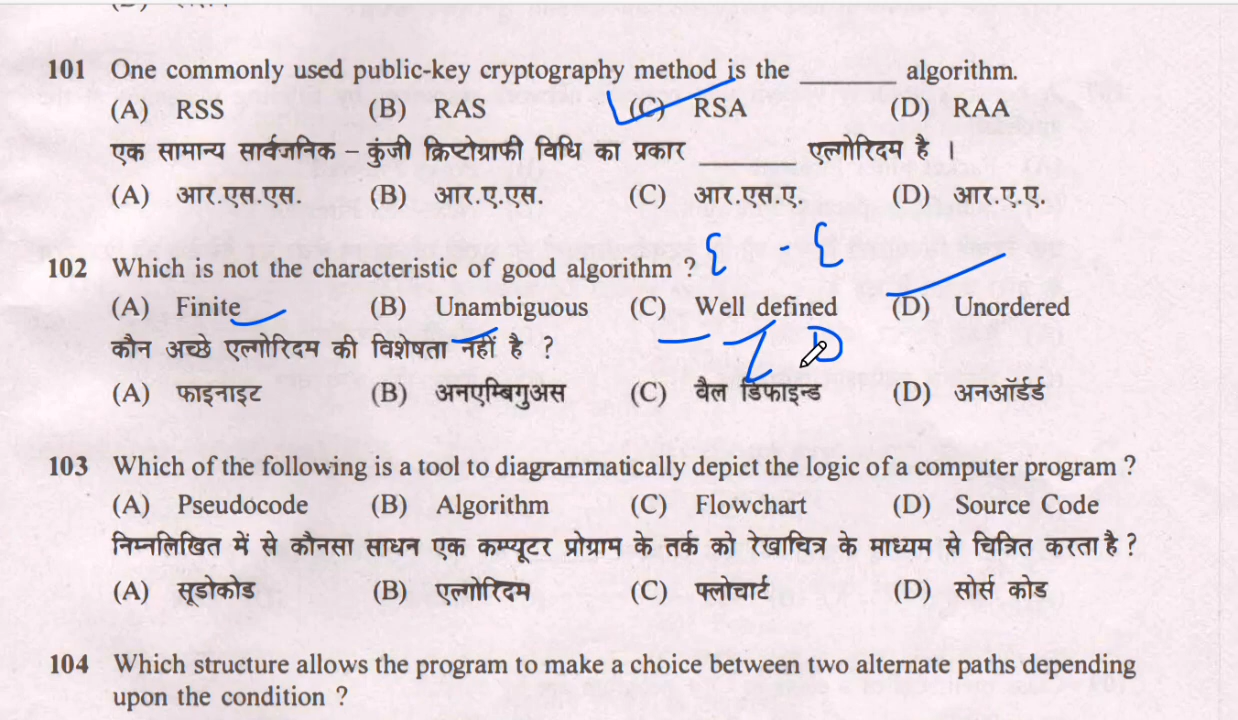 101 One commonly used public-key cryptography method is the ________ algorithm.
(A) RSS (B) RAS (C) RSA (D) RAA
एक सामान्य सार्वजनिक – कुंजी क्रिप्टोग्राफी विधि का प्रकार ________ एल्गोरिदम है ।
(A) आर.एस.एस. (B) आर.ए.एस. (C) आर.एस.ए. (D) आर.ए.ए.
102 Which is not the characteristic of good algorithm ?
(A) Finite (B) Unambiguous (C) Well defined (D) Unordered
कौन अच्छे एल्गोरिदम की विशेषता नहीं है ?
(A) फाइनाइट (B) अनएम्बिगुअस (C) वैल डिफाइन्ड (D) अनऑर्डर्ड
103 Which of the following is a tool to diagrammatically depict the logic of a computer program ?
(A) Pseudocode (B) Algorithm (C) Flowchart (D) Source Code
निम्नलिखित में से कौनसा साधन एक कम्प्यूटर प्रोग्राम के तर्क को रेखाचित्र के माध्यम से चित्रित करता है ?
(A) सूडोकोड (B) एल्गोरिदम (C) फ्लोचार्ट (D) सोर्स कोड
104 Which structure allows the program to make a choice between two alternate paths depending
upon the condition ?